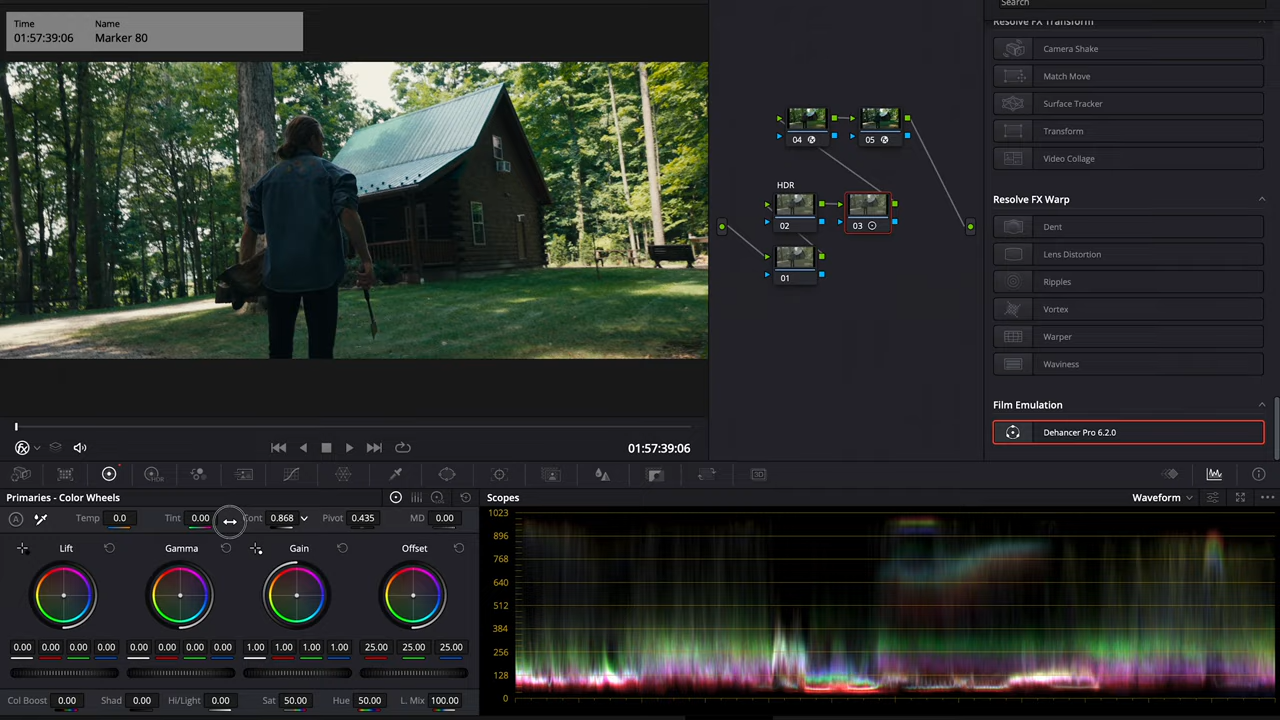 Time Name
01:57:39:06 Marker 80
Search
Resolve FX Transform
Camera Shake
Match Move
Surface Tracker
Transform
Video Collage
04 05
HDR
02 03
01
Resolve FX Warp
Dent
Lens Distortion
Ripples
Vortex
Warper
Waviness
Film Emulation
Dehancer Pro 6.2.0
01:57:39:06
Primaries - Color Wheels
Temp 0.0 Tint 0.00 Cont 0.868 Pivot 0.435 MD 0.00
Lift Gamma Gain Offset
0.00 0.00 0.00 0.00 0.00 0.00 0.00 0.00 1.00 1.00 1.00 1.00 25.00 25.00 25.00
Col Boost 0.00 Shad 0.00 Hi/Light 0.00 Sat 50.00 Hue 50.00 L. Mix 100.00
Scopes Waveform
1023
896
768
640
512
384
256
128
0